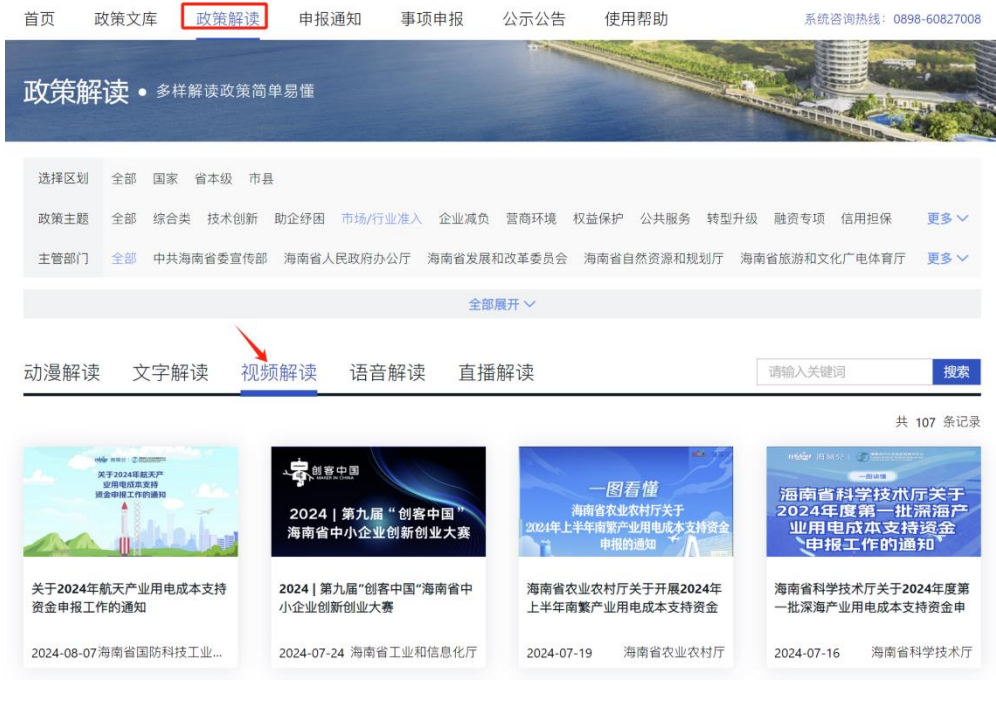 首页 政策文库 政策解读 申报通知 事项申报 公示公告 使用帮助 系统咨询热线：0898-60827008
政策解读 • 多样解读政策简单易懂
选择区划 全部 国家 省本级 市县
政策主题 全部 综合类 技术创新 助企纾困 市场/行业准入 企业减负 营商环境 权益保护 公共服务 转型升级 融资专项 信用担保 更多
主管部门 全部 中共海南省委宣传部 海南省人民政府办公厅 海南省发展和改革委员会 海南省自然资源和规划厅 海南省旅游和文化广电体育厅 更多
全部展开
动漫解读 文字解读 视频解读 语音解读 直播解读 请输入关键词 搜索
共 107 条记录
关于2024年航天产
业用电成本支持
资金申报工作的通知
创客中国
MAKER IN CHINA
2024 | 第九届“创客中国”
海南省中小企业创新创业大赛
一图看懂
海南省农业农村厅关于
2024年上半年南繁产业用电成本支持资金
申报的通知
海易兑
一图读懂
海南省科学技术厅关于
2024年度第一批深海产
业用电成本支持资金
申报工作的通知
关于2024年航天产业用电成本支持
资金申报工作的通知
2024-08-07海南省国防科技工业...
2024 | 第九届“创客中国“海南省中
小企业创新创业大赛
2024-07-24 海南省工业和信息化厅
海南省农业农村厅关于开展2024年
上半年南繁产业用电成本支持资金
2024-07-19 海南省农业农村厅
海南省科学技术厅关于2024年度第
一批深海产业用电成本支持资金申
2024-07-16 海南省科学技术厅